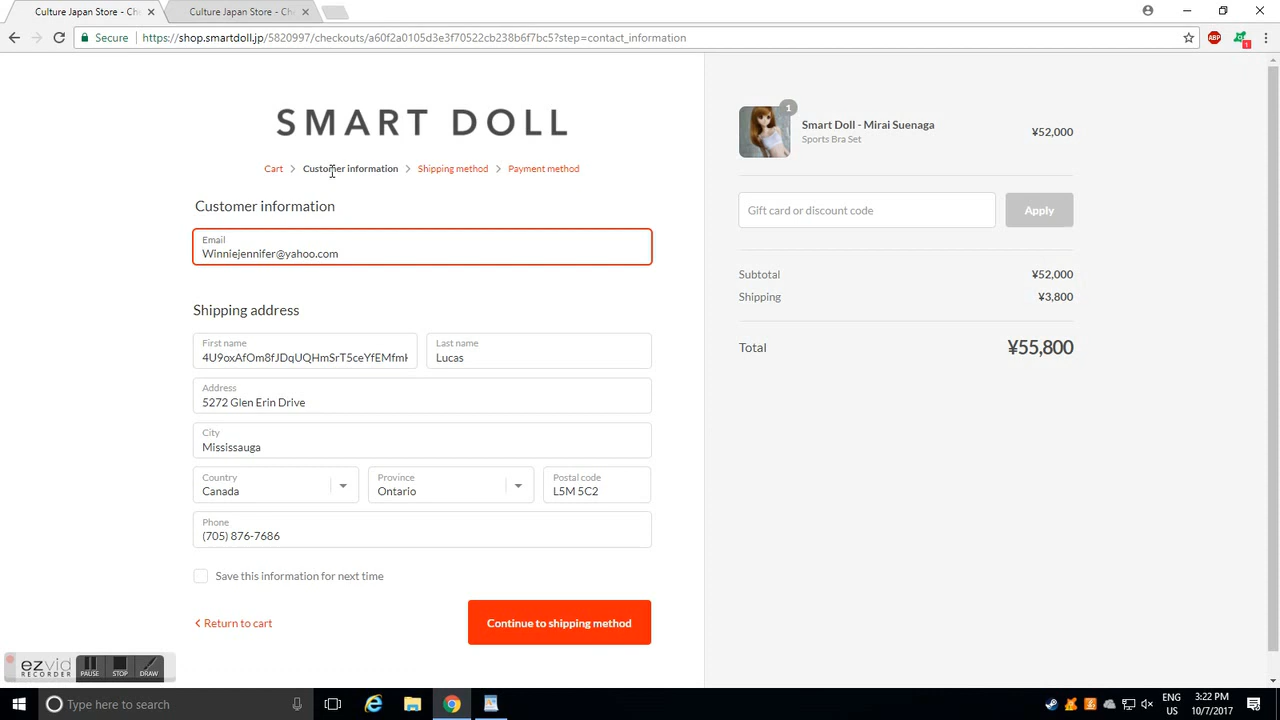 Culture Japan Store - Che
Culture Japan Store - Che
Secure
https://shop.smartdoll.jp/5820997/checkouts/a60f2a0105d3e3f70522cb238b6f7bc5?step=contact_information
ABP
1
SMART DOLL
Cart > Customer information > Shipping method > Payment method
Customer information
Email
Winniejennifer@yahoo.com
Shipping address
First name
4U9oxAfOm8fJDqUQHmSrT5ceYfEMfml
Last name
Lucas
Address
5272 Glen Erin Drive
City
Mississauga
Country
Canada
Province
Ontario
Postal code
L5M 5C2
Phone
(705) 876-7686
Save this information for next time
< Return to cart
Continue to shipping method
1
Smart Doll - Mirai Suenaga
Sports Bra Set
¥52,000
Gift card or discount code
Apply
Subtotal ¥52,000
Shipping ¥3,800
Total ¥55,800
ezvid
RECORDER
PAUSE STOP DRAW
Type here to search
ENG
US
3:22 PM
10/7/2017